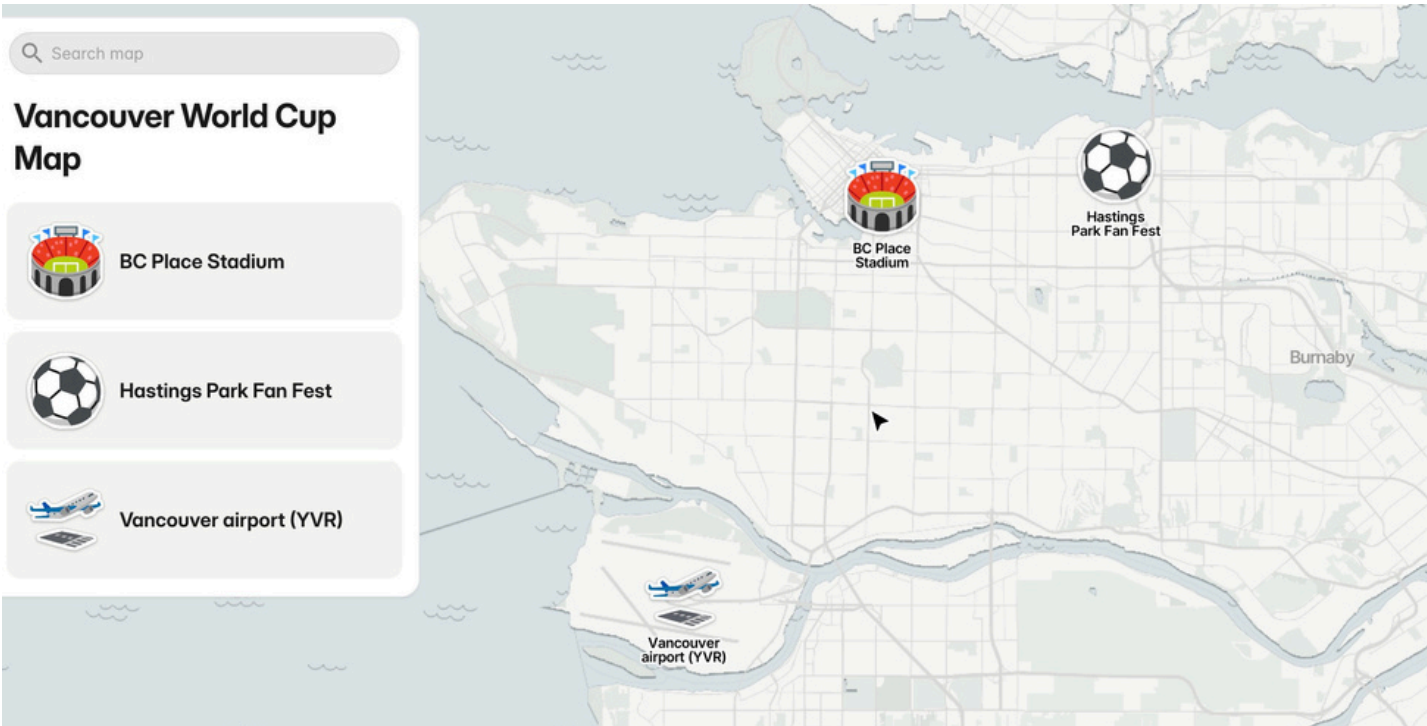 Search map
Vancouver World Cup
Map
BC Place Stadium
Hastings Park Fan Fest
Vancouver airport (YVR)
BC Place
Stadium
Hastings
Park Fan Fest
Burnaby
Vancouver
airport (YVR)